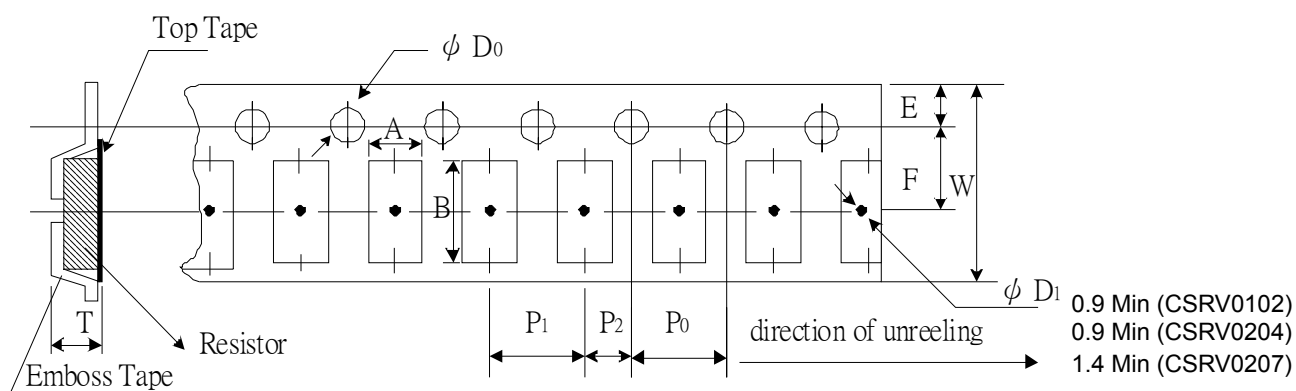 Top Tape
ϕ D0
E
A
F
W
B
ϕ D1
0.9 Min (CSRV0102)
0.9 Min (CSRV0204)
1.4 Min (CSRV0207)
T
P1
P2
P0
direction of unreeling
Resistor
Emboss Tape